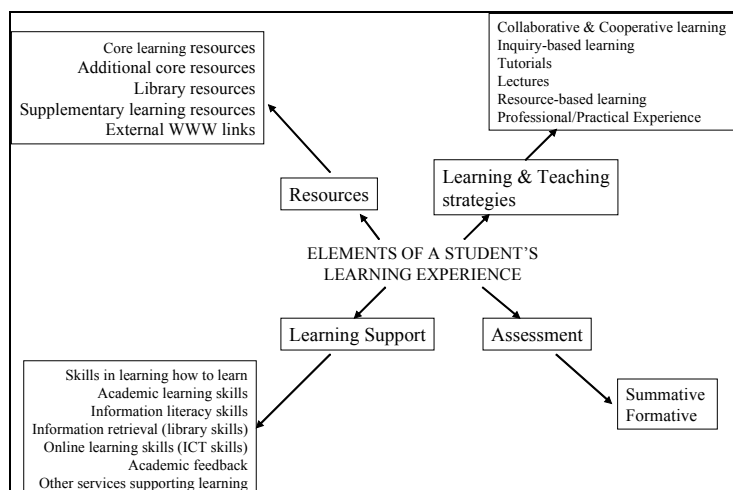 Core learning resources
Additional core resources
Library resources
Supplementary learning resources
External WWW links
Collaborative & Cooperative learning
Inquiry-based learning
Tutorials
Lectures
Resource-based learning
Professional/Practical Experience
Resources
Learning & Teaching
strategies
ELEMENTS OF A STUDENT’S
LEARNING EXPERIENCE
Learning Support
Assessment
Skills in learning how to learn
Academic learning skills
Information literacy skills
Information retrieval (library skills)
Online learning skills (ICT skills)
Academic feedback
Other services supporting learning
Summative
Formative